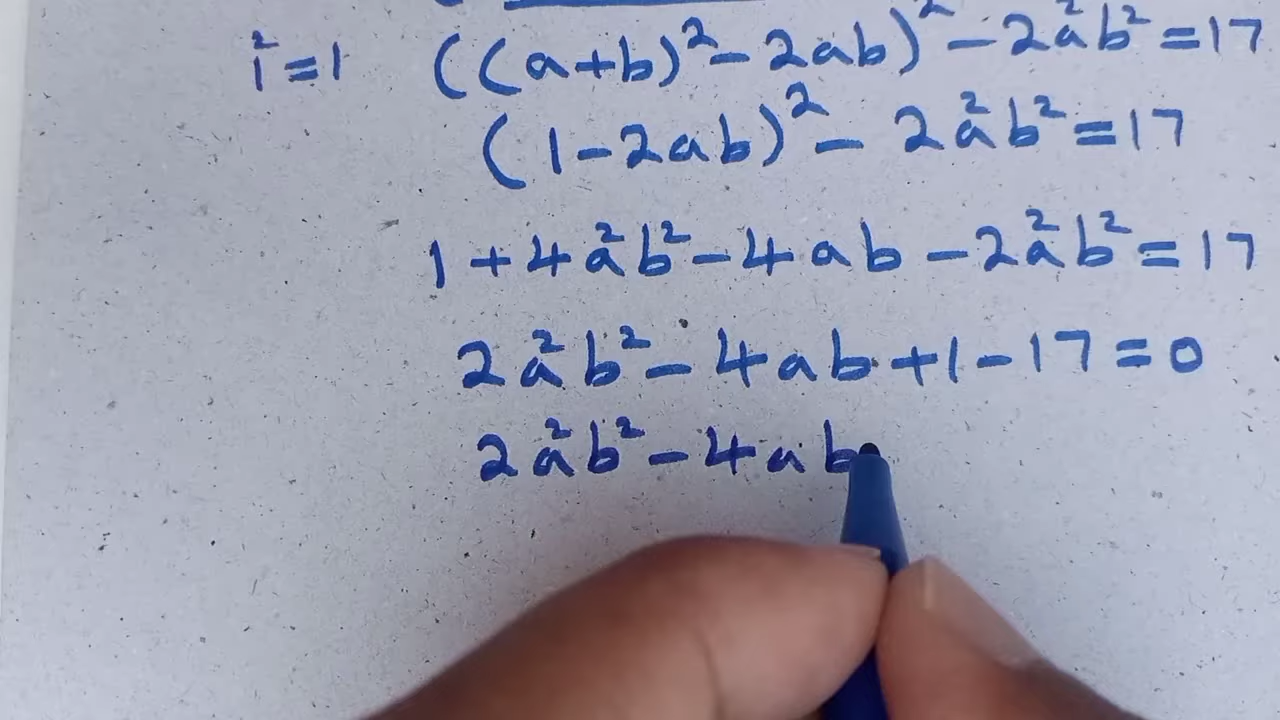 1² = 1 ((a+b)² - 2ab)² - 2a²b² = 17
(1 - 2ab)² - 2a²b² = 17
1 + 4a²b² - 4ab - 2a²b² = 17
2a²b² - 4ab + 1 - 17 = 0
2a²b² - 4ab